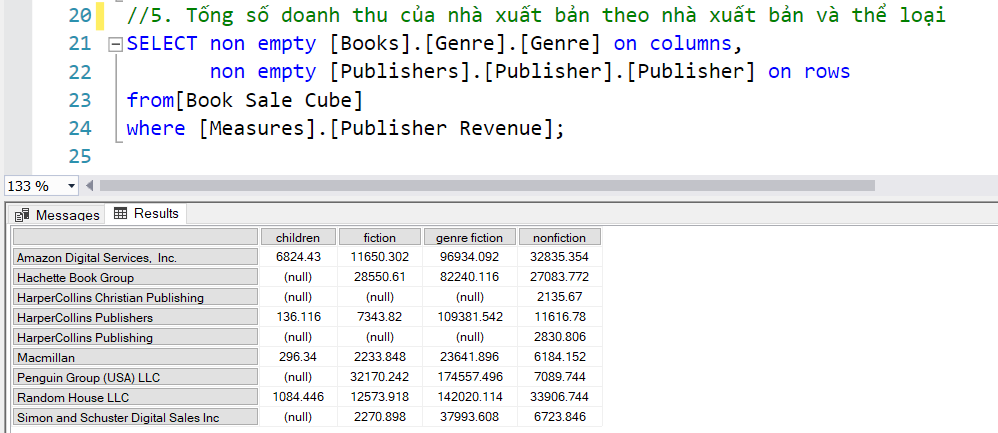 20 //5. Tổng số doanh thu của nhà xuất bản theo nhà xuất bản và thể loại
21 SELECT non empty [Books].[Genre].[Genre] on columns,
22 non empty [Publishers].[Publisher].[Publisher] on rows
23 from[Book Sale Cube]
24 where [Measures].[Publisher Revenue];
25
133 %
Messages Results
children fiction genre fiction nonfiction
Amazon Digital Services, Inc. 6824.43 11650.302 96934.092 32835.354
Hachette Book Group (null) 28550.61 82240.116 27083.772
HarperCollins Christian Publishing (null) (null) (null) 2135.67
HarperCollins Publishers 136.116 7343.82 109381.542 11616.78
HarperCollins Publishing (null) (null) (null) 2830.806
Macmillan 296.34 2233.848 23641.896 6184.152
Penguin Group (USA) LLC (null) 32170.242 174557.496 7089.744
Random House LLC 1084.446 12573.918 142020.114 33906.744
Simon and Schuster Digital Sales Inc (null) 2270.898 37993.608 6723.846